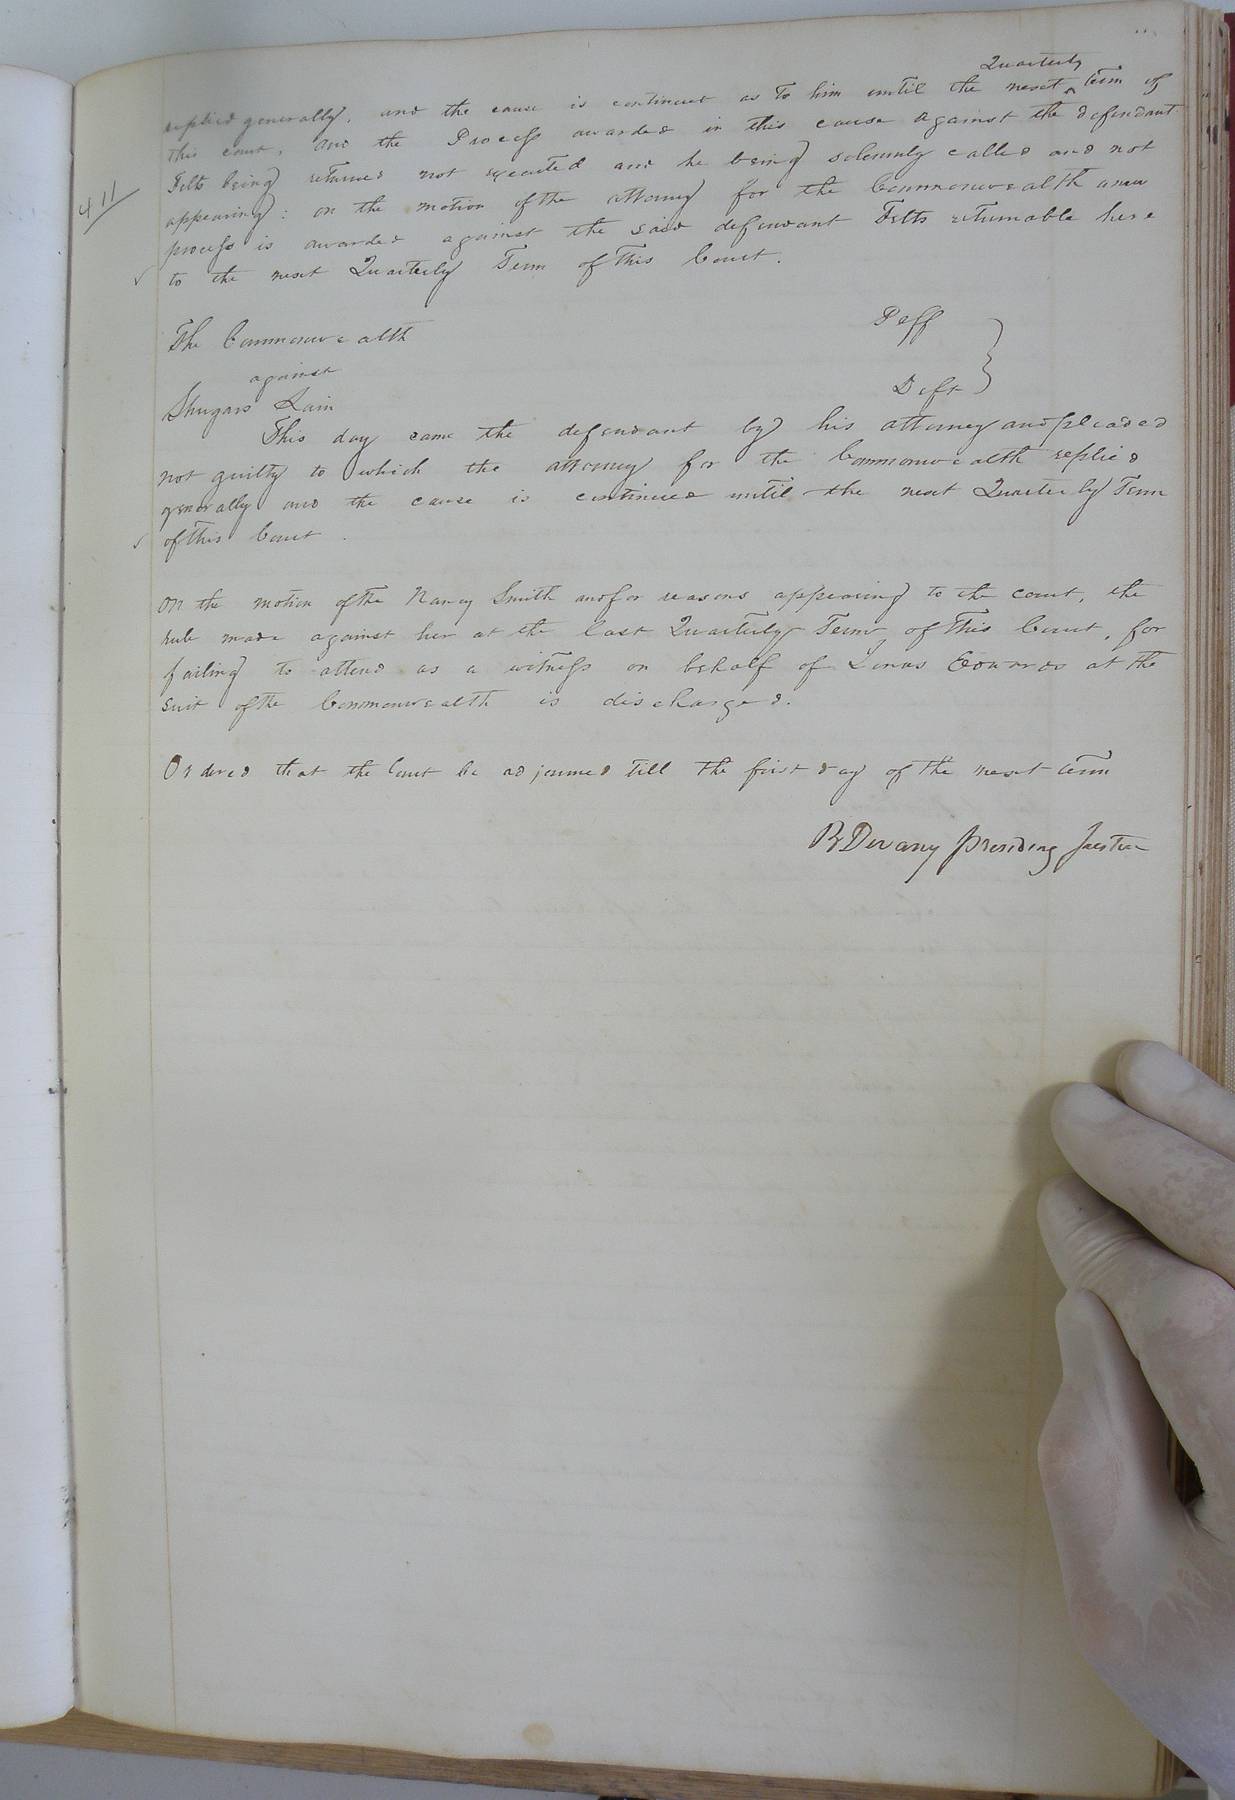 replied generally, and the cause is continued as to him until the next ^ Quarterly term of
this court, and the Process awarded in this cause against the defendant
Felts being returned not executed and he being solemnly called and not
411
appearing; on the motion of the attorney for the Commonwealth a new
process is awarded against the said defendant Felts returnable here
to the next Quarterly Term of this Court.
The Commonwealth Peff
against
Shugars Lain Deft
This day came the defendant by his attorney and pleaded
not guilty to which the attorney for the Commonwealth replied
generally and the cause is continued until the next Quarterly Term
of this Court.
On the motion of the Nancy Smith and for reasons appearing to the court, the
rule made against her at the last Quarterly Term of this Court, for
failing to attend as a witness on behalf of Edwards at the
suit of the Commonwealth is discharged.
Ordered that the Court be adjourned till the first day of the next term
Devany Presiding Justice